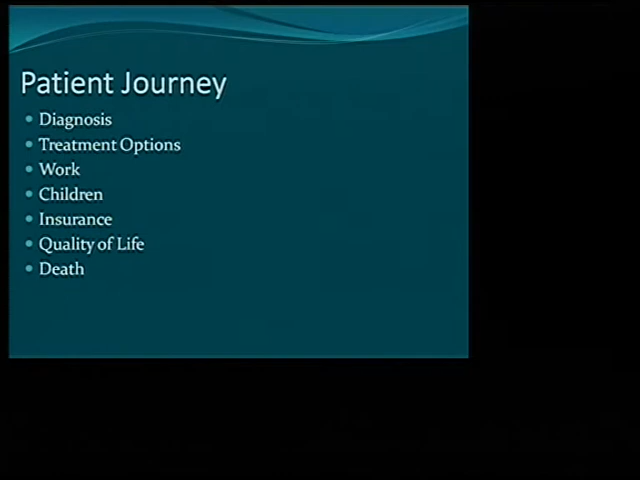 Patient Journey
Diagnosis
Treatment Options
Work
Children
Insurance
Quality of Life
Death